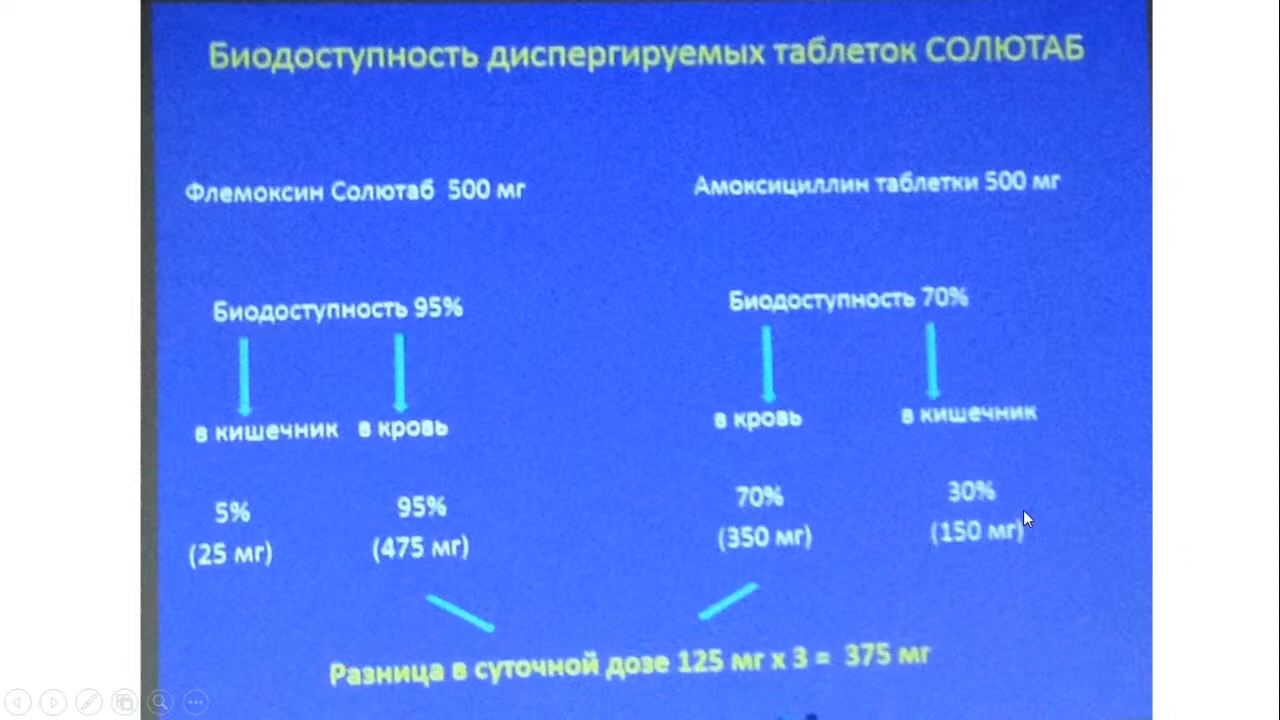 Биодоступность диспергируемых таблеток СОЛЮТАБ
Флемоксин Солютаб 500 мг
Амоксициллин таблетки 500 мг
Биодоступность 95%
Биодоступность 70%
в кишечник в кровь
в кровь в кишечник
5% 95%
(25 мг) (475 мг)
70% 30%
(350 мг) (150 мг)
Разница в суточной дозе 125 мг х 3 = 375 мг